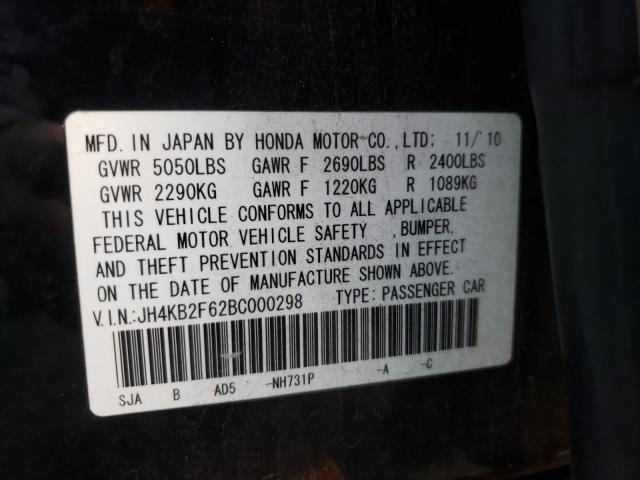 MFD. IN JAPAN BY HONDA MOTOR CO., LTD: 11/'10
GVWR 5050LBS GAWR F 2690LBS R 2400LBS
GVWR 2290KG GAWR F 1220KG R 1089KG
THIS VEHICLE CONFORMS TO ALL APPLICABLE
FEDERAL MOTOR VEHICLE SAFETY ,BUMPER,
AND THEFT PREVENTION STANDARDS IN EFFECT
ON THE DATE OF MANUFACTURE SHOWN ABOVE.
V.I.N.:JH4KB2F62BC000298 TYPE: PASSENGER CAR
SJA B AD5 -NH731P -A -C